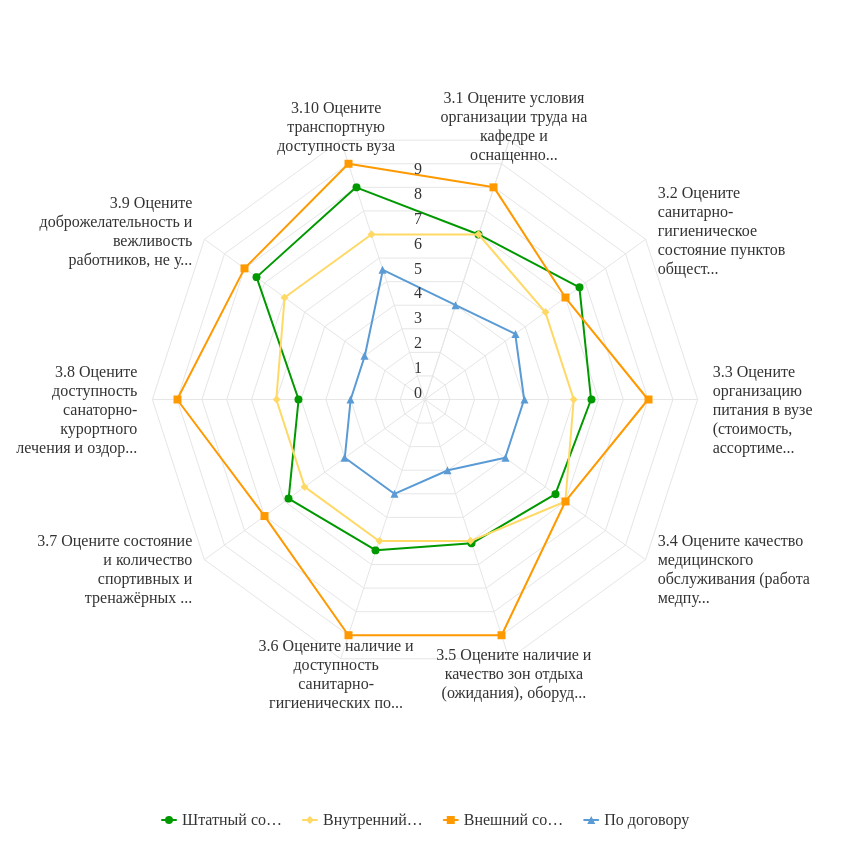 3.10 Оцените
транспортную
доступность вуза
3.1 Оцените условия
организации труда на
кафедре и
оснащенно...
3.2 Оцените
санитарно-
гигиеническое
состояние пунктов
общест...
3.3 Оцените
организацию
питания в вузе
(стоимость,
ассортиме...
3.4 Оцените качество
медицинского
обслуживания (работа
медпу...
3.5 Оцените наличие и
качество зон отдыха
(ожидания), оборуд...
3.6 Оцените наличие и
доступность
санитарно-
гигиенических по...
3.7 Оцените состояние
и количество
спортивных и
тренажёрных ...
3.8 Оцените
доступность
санаторно-
курортного
лечения и оздор...
3.9 Оцените
доброжелательность и
вежливость
работников, не у...
9
8
7
6
5
4
3
2
1
0
Штатный со… Внутренний… Внешний со… По договору